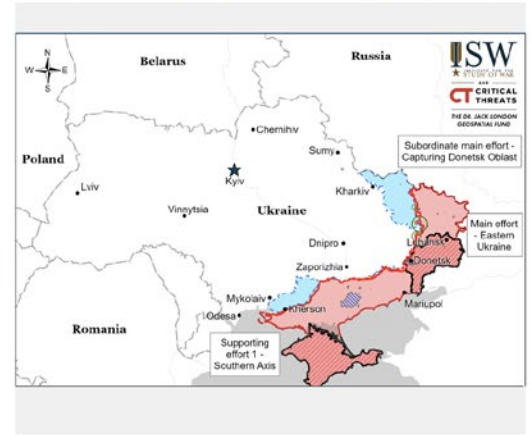 N
W E
S
Belarus
Russia
ISW
INSTITUTE FOR THE
STUDY OF WAR
AND
CT CRITICAL
THREATS
THE DR. JACK LONDON
GEOSPATIAL FUND
Chernihiv
Subordinate main effort -
Capturing Donetsk Oblast
Sumy
Poland
Kyiv
Lviv
Kharkiv
Vinnytsia
Ukraine
Main effort
- Eastern
Ukraine
Luhansk
Dnipro
Donetsk
Zaporizhia
Mykolaiv
Mariupol
Kherson
Odesa
Romania
Supporting
effort 1 -
Southern Axis